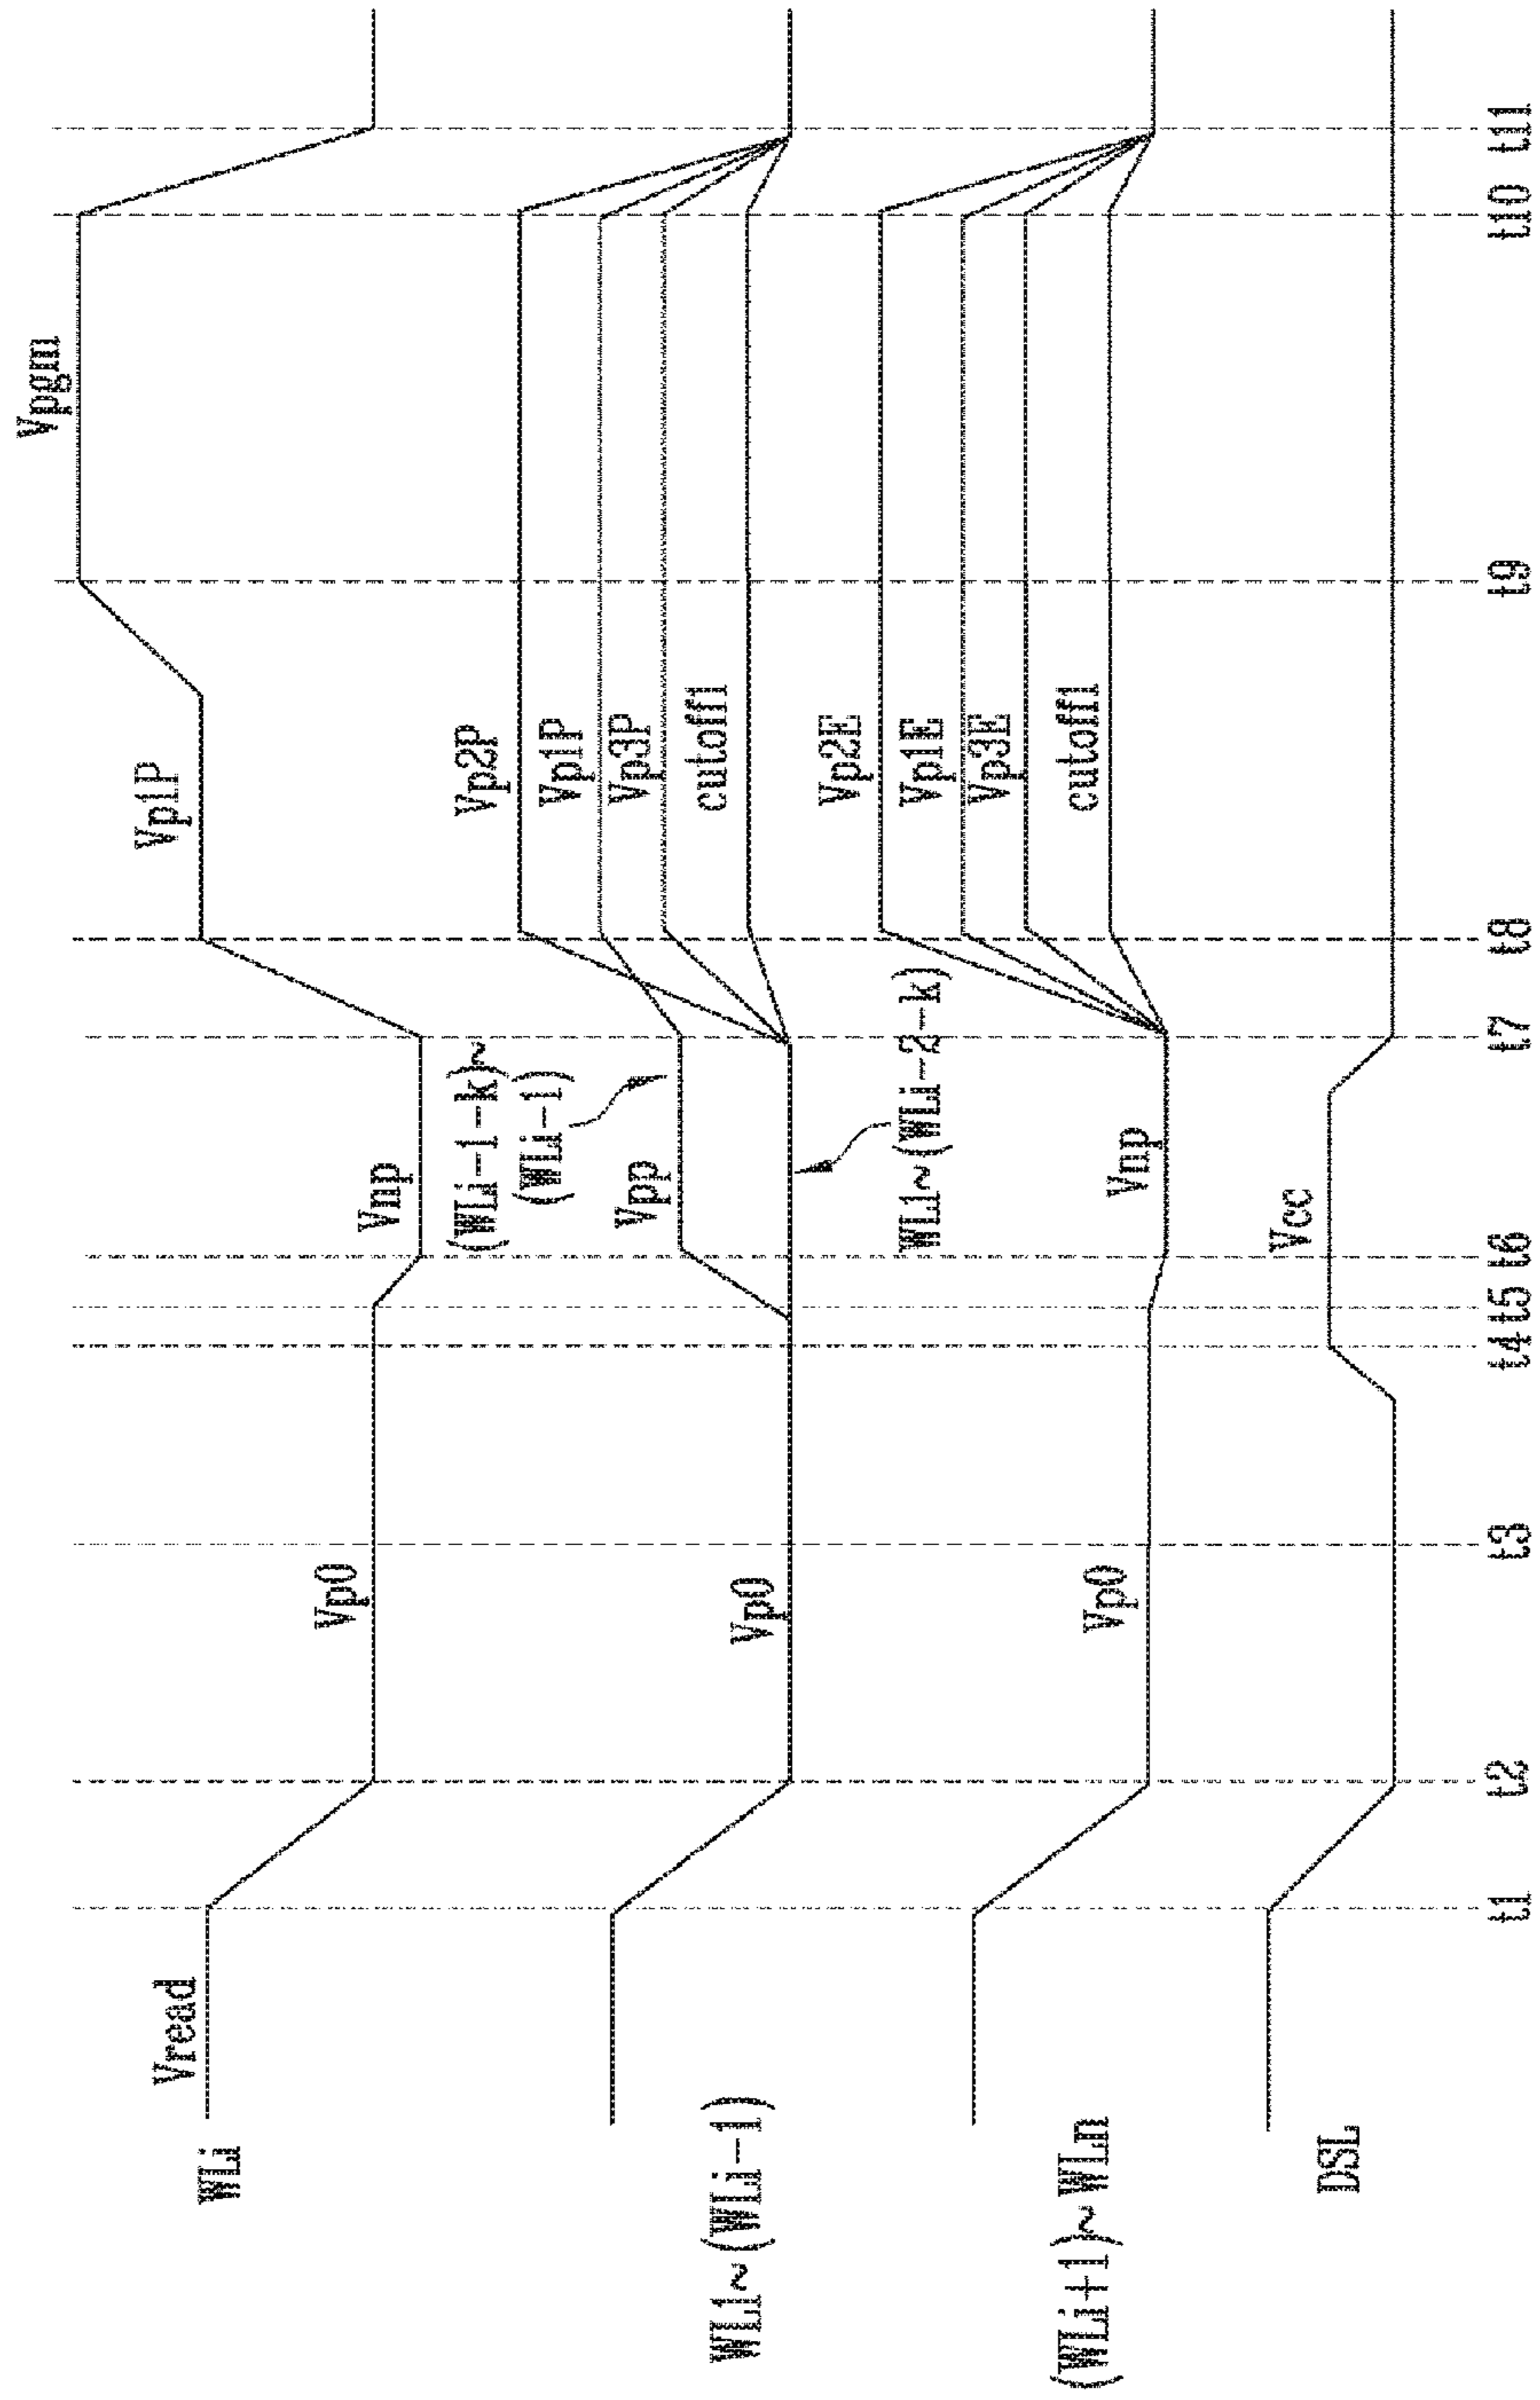 WLi
Vread
Vp0
Vnp
Vp1P
Vpgm
WL1~(WLi-1)
Vp0
(WLi-1-k)~
(WLi-1)
Vpp
WL1~(WLi-2-k)
Vp2P
Vp1P
Vp3P
cutoff1
(WLi+1)~WLn
Vp0
Vnp
Vp2E
Vp1E
Vp3E
cutoff1
DSL
Vcc
t1 t2 t3 t4 t5 t6 t7 t8 t9 t10 t11